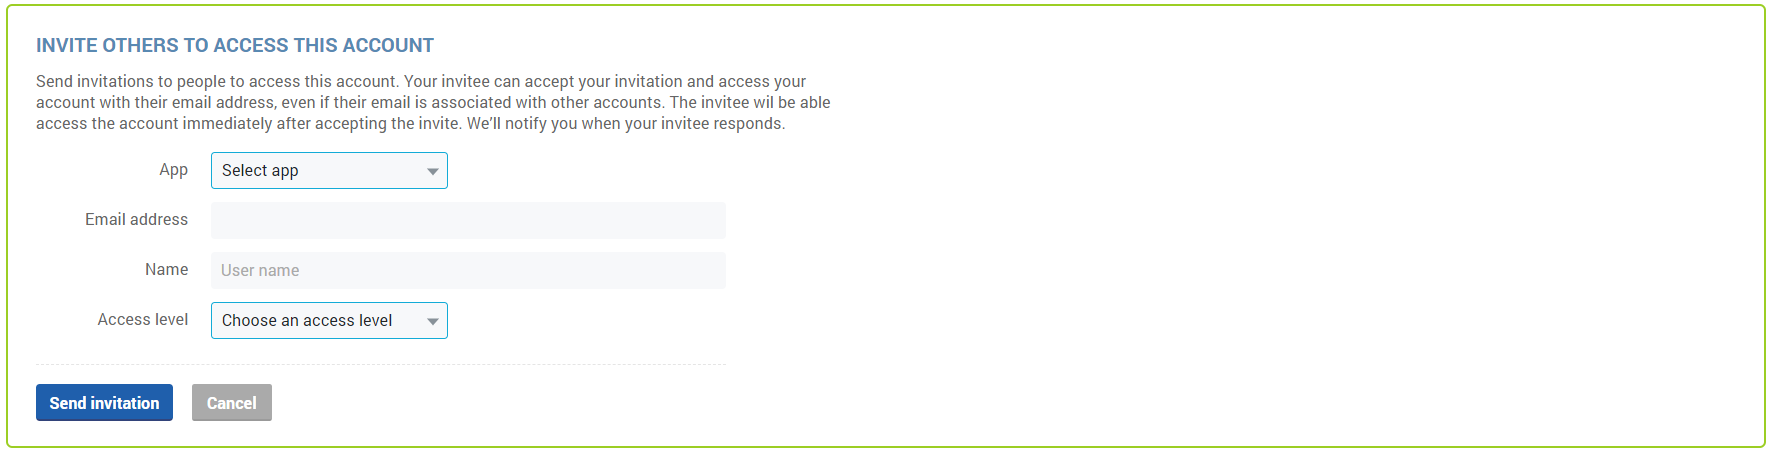 INVITE OTHERS TO ACCESS THIS ACCOUNT
Send invitations to people to access this account. Your invitee can accept your invitation and access your
account with their email address, even if their email is associated with other accounts. The invitee wil be able
access the account immediately after accepting the invite. We’ll notify you when your invitee responds.
App
Select app
Email address
Name
User name
Access level
Choose an access level
Send invitation
Cancel